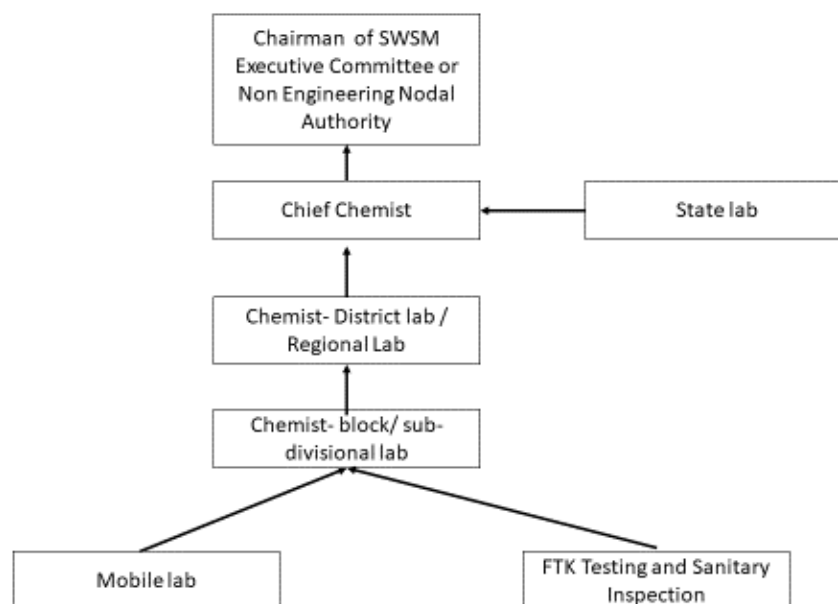 Chairman of SWSM
Executive Committee or
Non Engineering Nodal
Authority
Chief Chemist
State lab
Chemist- District lab /
Regional Lab
Chemist- block/ sub-
divisional lab
Mobile lab
FTK Testing and Sanitary
Inspection